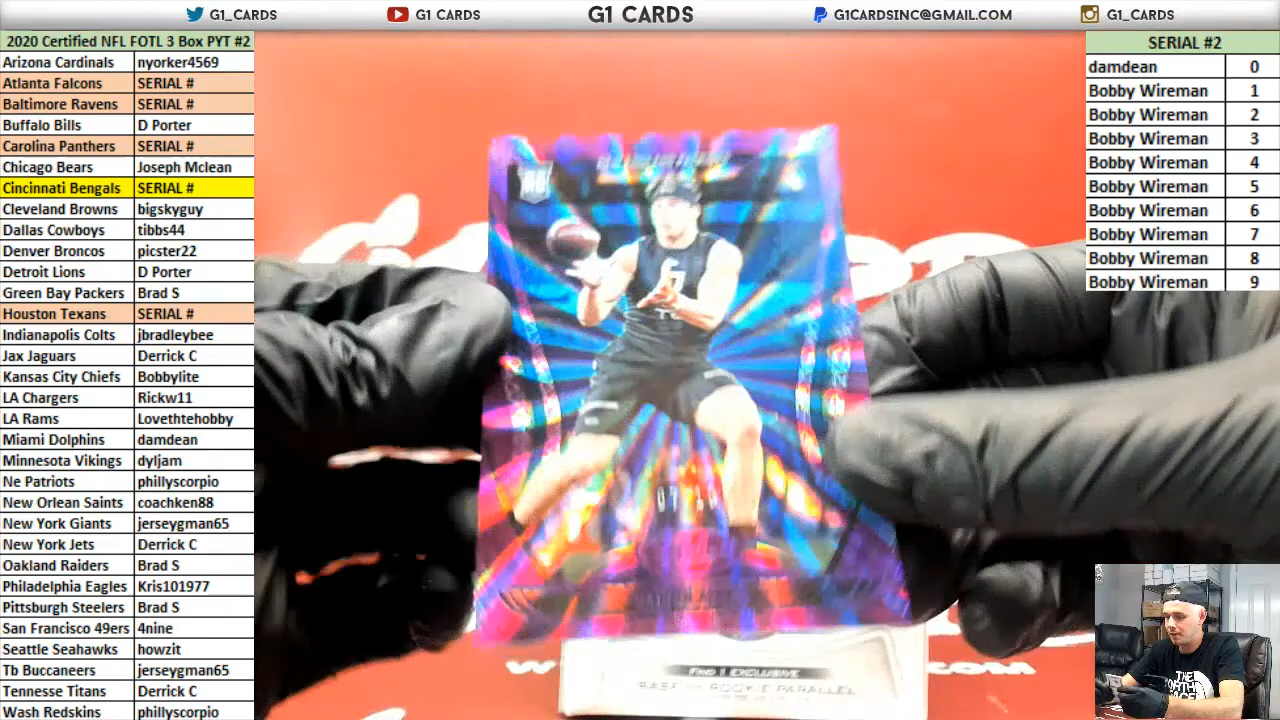 G1_CARDS G1 CARDS G1 CARDS G1CARDSINC@GMAIL.COM G1_CARDS
2020 Certified NFL FOTL 3 Box PYT #2
Arizona Cardinals nyorker4569
Atlanta Falcons SERIAL #
Baltimore Ravens SERIAL #
Buffalo Bills D Porter
Carolina Panthers SERIAL #
Chicago Bears Joseph Mclean
Cincinnati Bengals SERIAL #
Cleveland Browns bigskyguy
Dallas Cowboys tibbs44
Denver Broncos picster22
Detroit Lions D Porter
Green Bay Packers Brad S
Houston Texans SERIAL #
Indianapolis Colts jbradleybee
Jax Jaguars Derrick C
Kansas City Chiefs Bobbylite
LA Chargers Rickw11
LA Rams Lovethtehobby
Miami Dolphins damdean
Minnesota Vikings dyljam
Ne Patriots phillyscorpio
New Orlean Saints coachken88
New York Giants jerseygman65
New York Jets Derrick C
Oakland Raiders Brad S
Philadelphia Eagles Kris101977
Pittsburgh Steelers Brad S
San Francisco 49ers 4nine
Seattle Seahawks howzit
Tb Buccaneers jerseygman65
Tennesse Titans Derrick C
Wash Redskins phillyscorpio
SERIAL #2
damdean 0
Bobby Wireman 1
Bobby Wireman 2
Bobby Wireman 3
Bobby Wireman 4
Bobby Wireman 5
Bobby Wireman 6
Bobby Wireman 7
Bobby Wireman 8
Bobby Wireman 9
EXCLUSIVE
ROOKIE PARALLEL
THE
NORTH